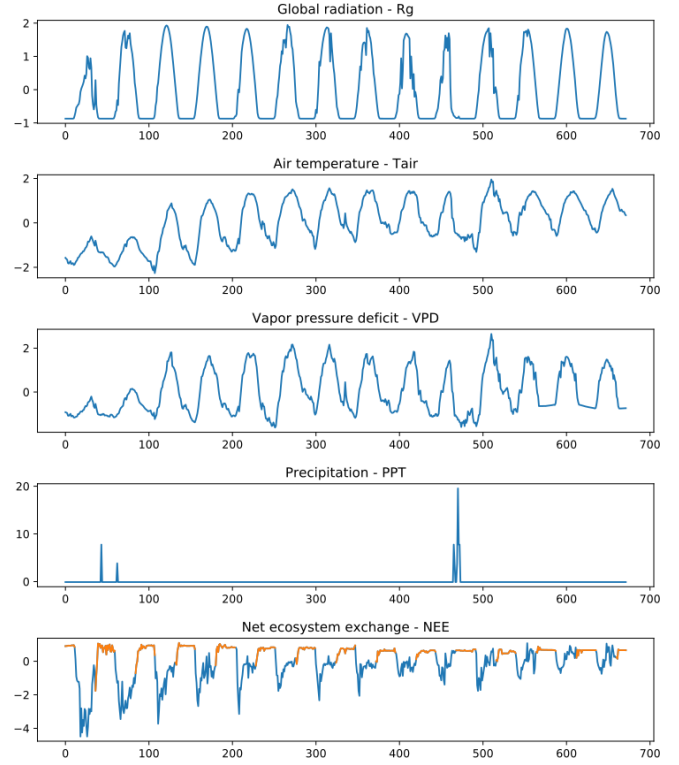 Global radiation - Rg
2
1
0
−1
0 100 200 300 400 500 600 700
Air temperature - Tair
2
0
−2
0 100 200 300 400 500 600 700
Vapor pressure deficit - VPD
2
0
0 100 200 300 400 500 600 700
Precipitation - PPT
20
10
0
0 100 200 300 400 500 600 700
Net ecosystem exchange - NEE
0
−2
−4
0 100 200 300 400 500 600 700